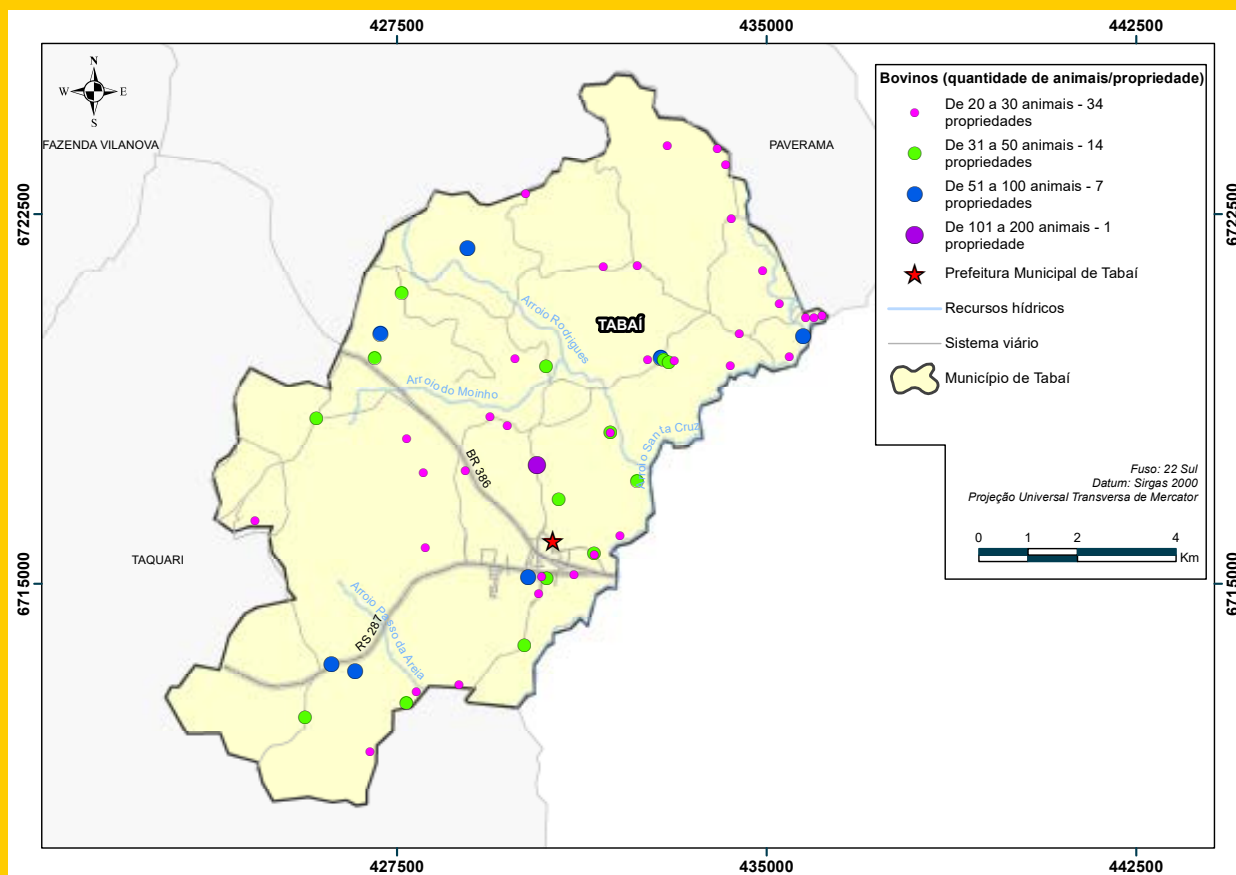 427500
435000
442500
N
W
E
S
FAZENDA VILANOVA
PAVERAMA
6722500
6722500
Bovinos (quantidade de animais/propriedade)
De 20 a 30 animais - 34
propriedades
De 31 a 50 animais - 14
propriedades
De 51 a 100 animais - 7
propriedades
De 101 a 200 animais - 1
propriedade
Prefeitura Municipal de Tabaí
Recursos hídricos
Sistema viário
Município de Tabaí
Arroio Rodrigues
TABAÍ
Arroio do Moinho
Arroio Santa Cruz
BR 386
Fuso: 22 Sul
Datum: Sirgas 2000
Projeção Universal Transversa de Mercator
0 1 2 4
Km
TAQUARI
6715000
6715000
Arroio Passo da Areia
RS 287
427500
435000
442500